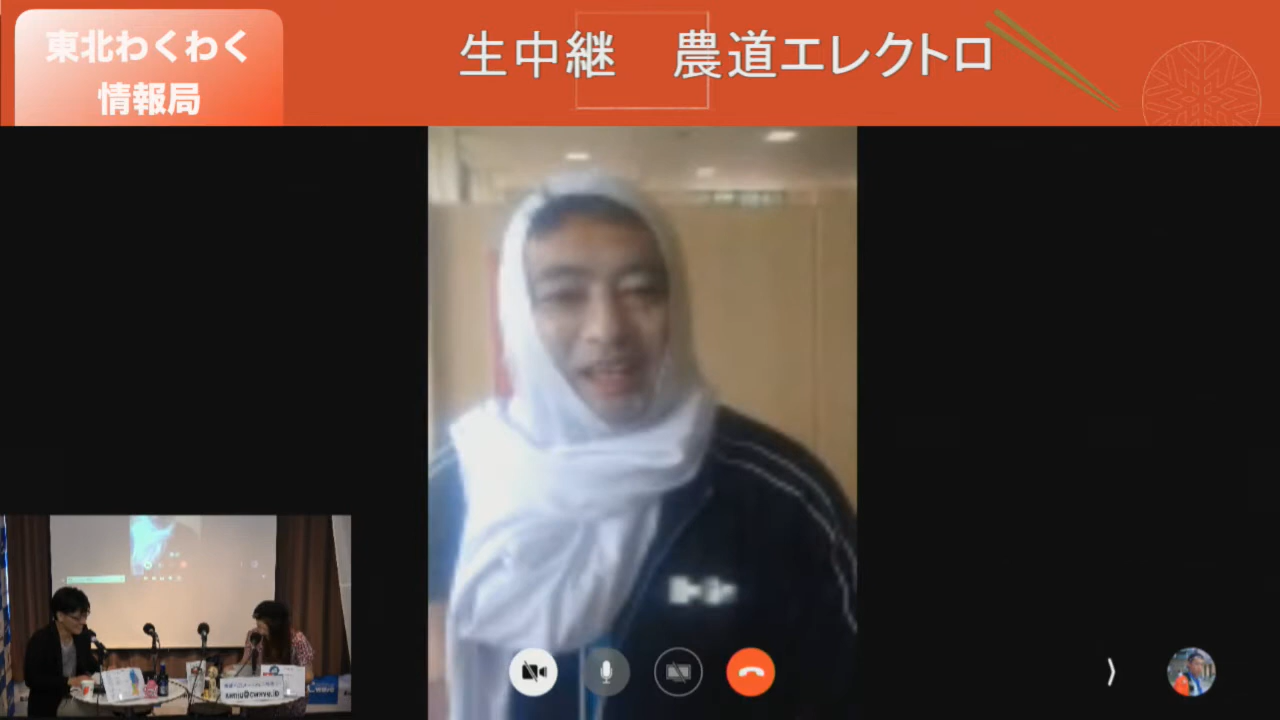 東北わくわく
情報局
生中継　農道エレクトロ